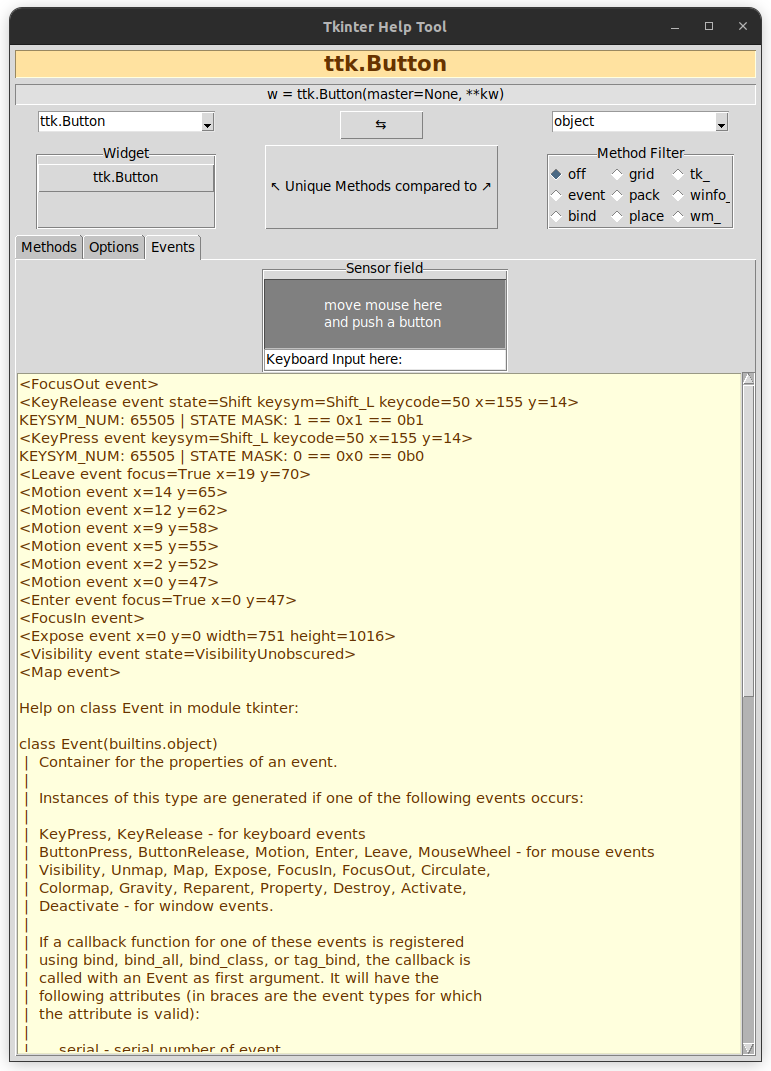 Tkinter Help Tool
ttk.Button
w = ttk.Button(master=None, **kw)
ttk.Button
⇆
object
Widget
ttk.Button
↖ Unique Methods compared to ↗
Method Filter
off grid tk_
event pack winfo_
bind place wm_
Methods Options Events
Sensor field
move mouse here
and push a button
Keyboard Input here:
<FocusOut event>
<KeyRelease event state=Shift keysym=Shift_L keycode=50 x=155 y=14>
KEYSYM_NUM: 65505 | STATE MASK: 1 == 0x1 == 0b1
<KeyPress event keysym=Shift_L keycode=50 x=155 y=14>
KEYSYM_NUM: 65505 | STATE MASK: 0 == 0x0 == 0b0
<Leave event focus=True x=19 y=70>
<Motion event x=14 y=65>
<Motion event x=12 y=62>
<Motion event x=9 y=58>
<Motion event x=5 y=55>
<Motion event x=2 y=52>
<Motion event x=0 y=47>
<Enter event focus=True x=0 y=47>
<FocusIn event>
<Expose event x=0 y=0 width=751 height=1016>
<Visibility event state=VisibilityUnobscured>
<Map event>
Help on class Event in module tkinter:
class Event(builtins.object)
| Container for the properties of an event.
|
| Instances of this type are generated if one of the following events occurs:
|
| KeyPress, KeyRelease - for keyboard events
| ButtonPress, ButtonRelease, Motion, Enter, Leave, MouseWheel - for mouse events
| Visibility, Unmap, Map, Expose, FocusIn, FocusOut, Circulate,
| Colormap, Gravity, Reparent, Property, Destroy, Activate,
| Deactivate - for window events.
|
| If a callback function for one of these events is registered
| using bind, bind_all, bind_class, or tag_bind, the callback is
| called with an Event as first argument. It will have the
| following attributes (in braces are the event types for which
| the attribute is valid):
|
| serial - serial number of event